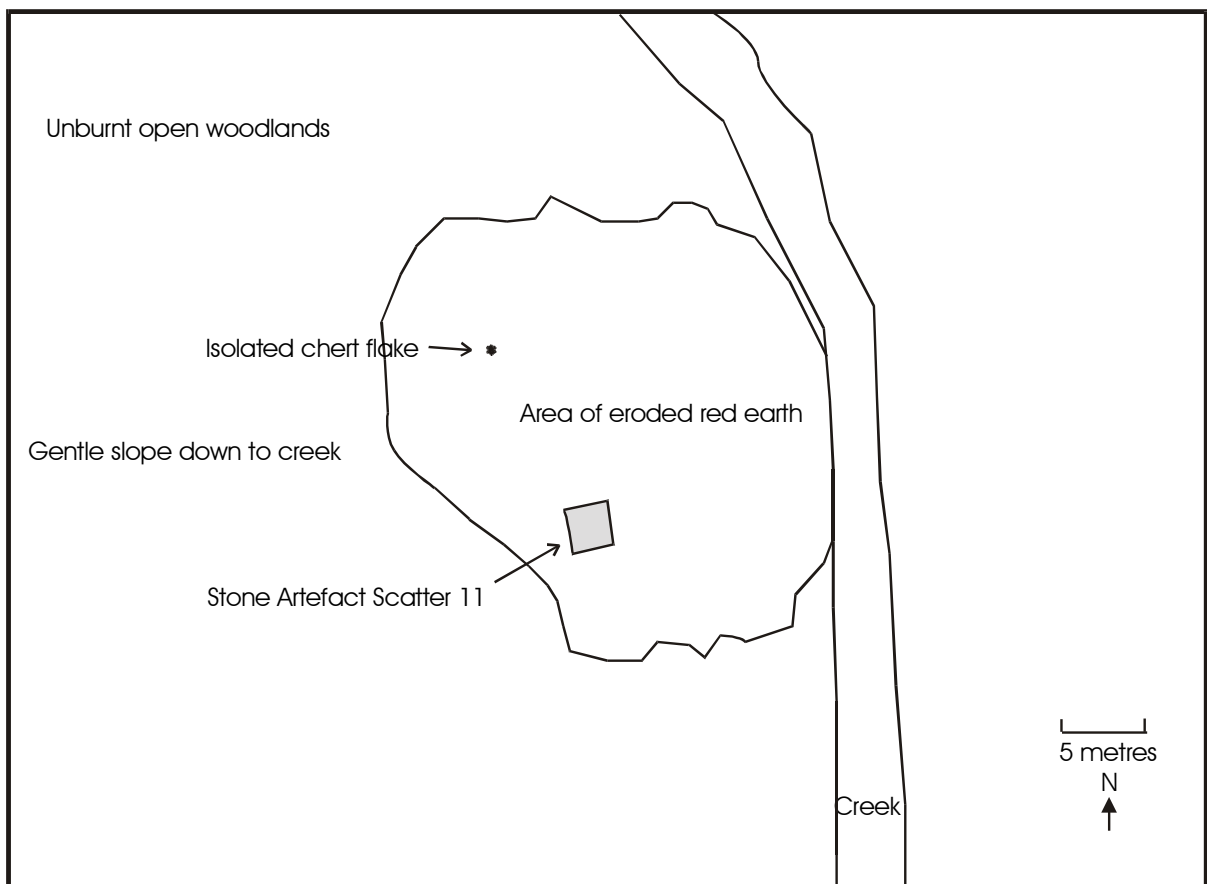 Unburnt open woodlands
Isolated chert flake
Area of eroded red earth
Gentle slope down to creek
Stone Artefact Scatter 11
5 metres
N
Creek